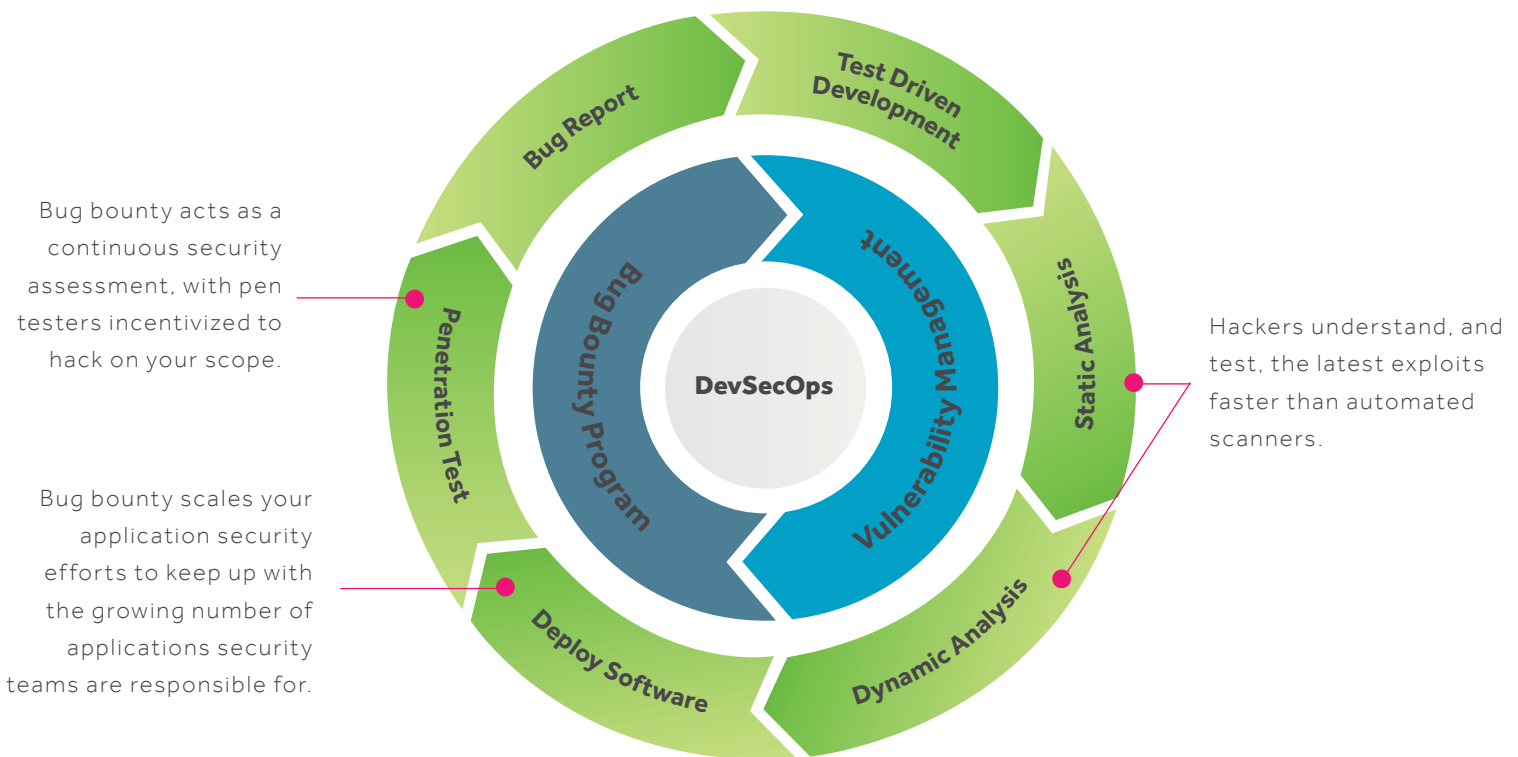 Test Driven
Development
Bug Report
Bug bounty acts as a
continuous security
assessment, with pen
testers incentivized to
hack on your scope.
Vulnerability Management
Bug Bounty Program
Static Analysis
Penetration Test
DevSecOps
Hackers understand, and
test, the latest exploits
faster than automated
scanners.
Bug bounty scales your
application security
efforts to keep up with
the growing number of
applications security
teams are responsible for.
Deploy Software
Dynamic Analysis